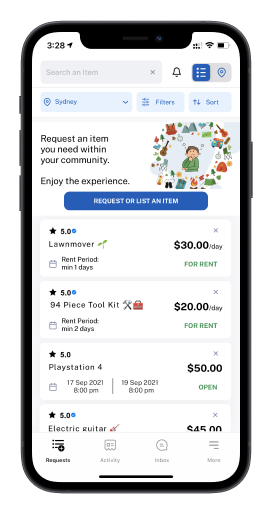 3:28
Search an Item
Sydney
Filters
Sort
Request an item
you need within
your community.
Enjoy the experience.
REQUEST OR LIST AN ITEM
5.0
Lawnmover
$30.00/day
Rent Period:
min 1 days
FOR RENT
5.0
94 Piece Tool Kit
$20.00/day
Rent Period:
min 2 days
FOR RENT
5.0
Playstation 4
$50.00
17 Sep 2021
8:00 pm
19 Sep 2021
8:00 pm
OPEN
5.0
Electric guitar
$45.00
Requests
Activity
Inbox
More